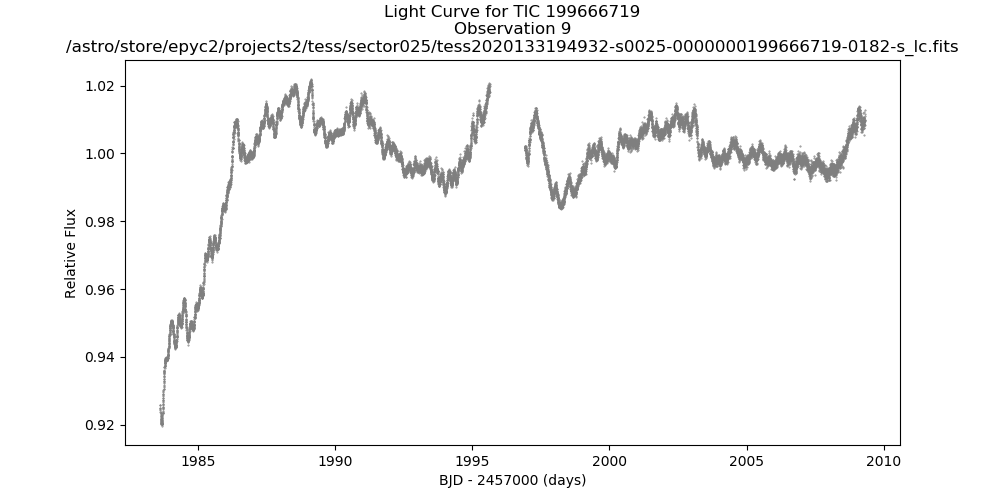 Light Curve for TIC 199666719
Observation 9
/astro/store/epyc2/projects2/tess/sector025/tess2020133194932-s0025-0000000199666719-0182-s_lc.fits
1.02
1.00
0.98
0.96
0.94
0.92
Relative Flux
1985
1990
1995
2000
2005
2010
BJD - 2457000 (days)